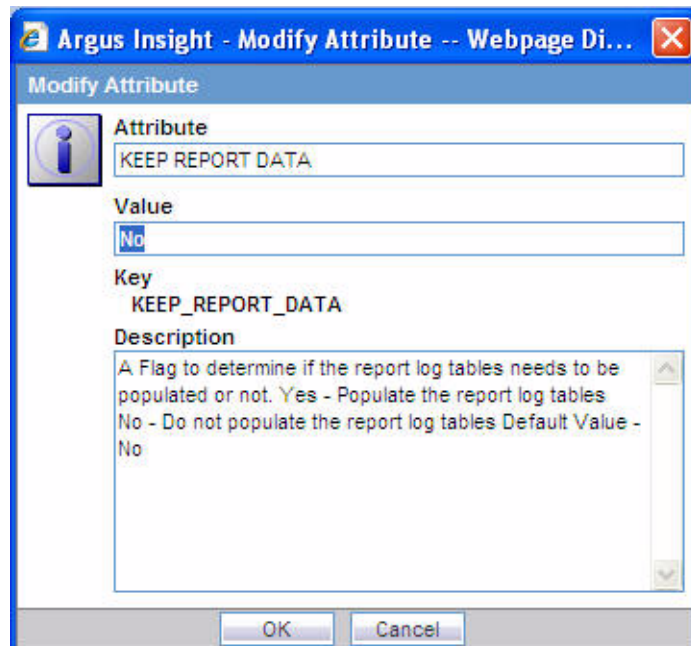 Argus Insight - Modify Attribute -- Webpage Di...
Modify Attribute
Attribute
KEEP REPORT DATA
Value
No
Key
KEEP_REPORT_DATA
Description
A Flag to determine if the report log tables needs to be
populated or not. Yes - Populate the report log tables
No - Do not populate the report log tables Default Value -
No
OK
Cancel